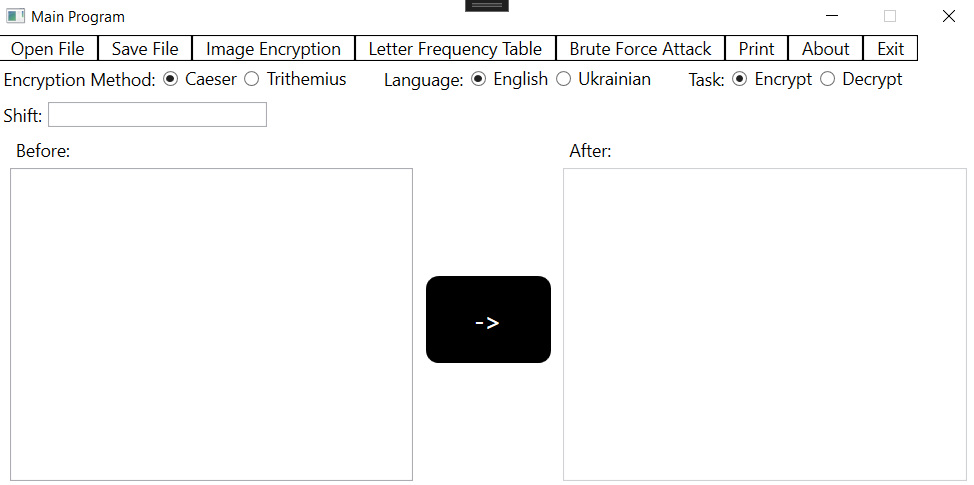 Main Program
Open File Save File Image Encryption Letter Frequency Table Brute Force Attack Print About Exit
Encryption Method: Caeser Trithemius Language: English Ukrainian Task: Encrypt Decrypt
Shift:
Before: After:
->